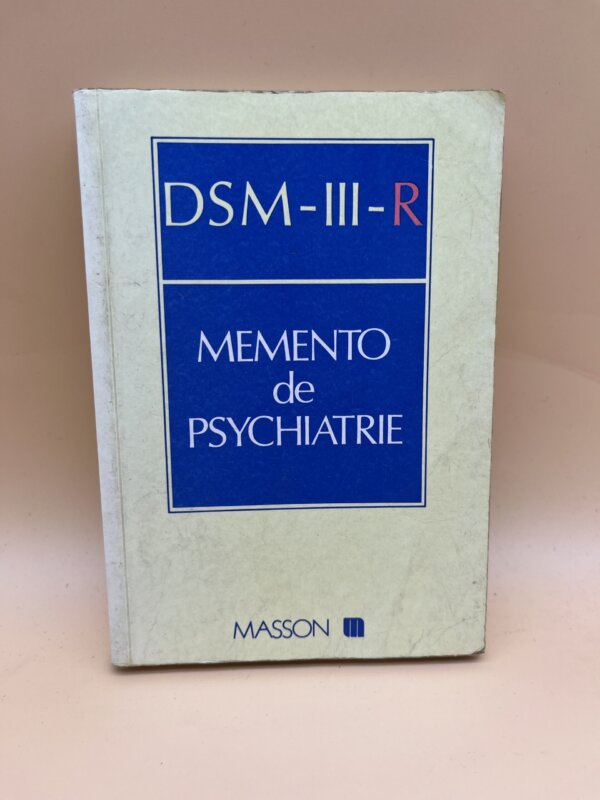 DSM-III-R
MEMENTO
de
PSYCHIATRIE
MASSON m